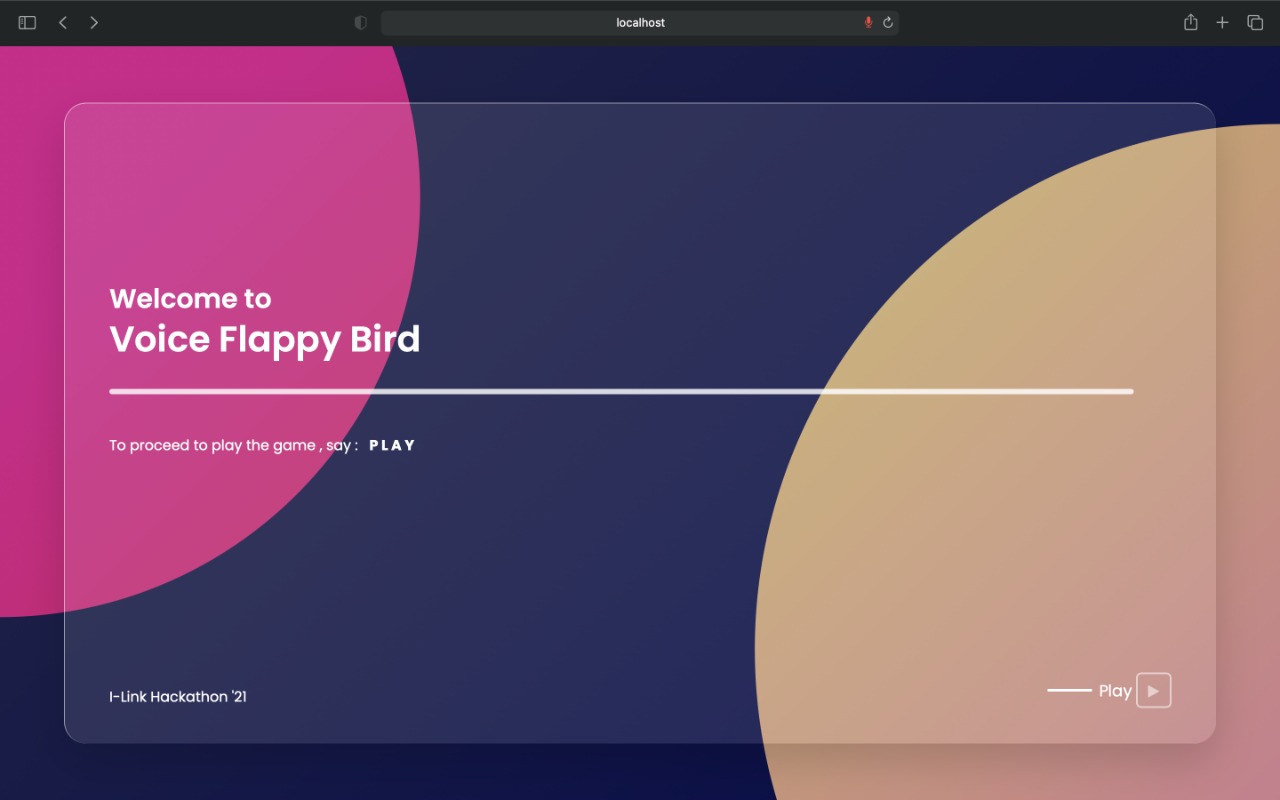 localhost
Welcome to
Voice Flappy Bird
To proceed to play the game , say : PLAY
I-Link Hackathon '21
Play